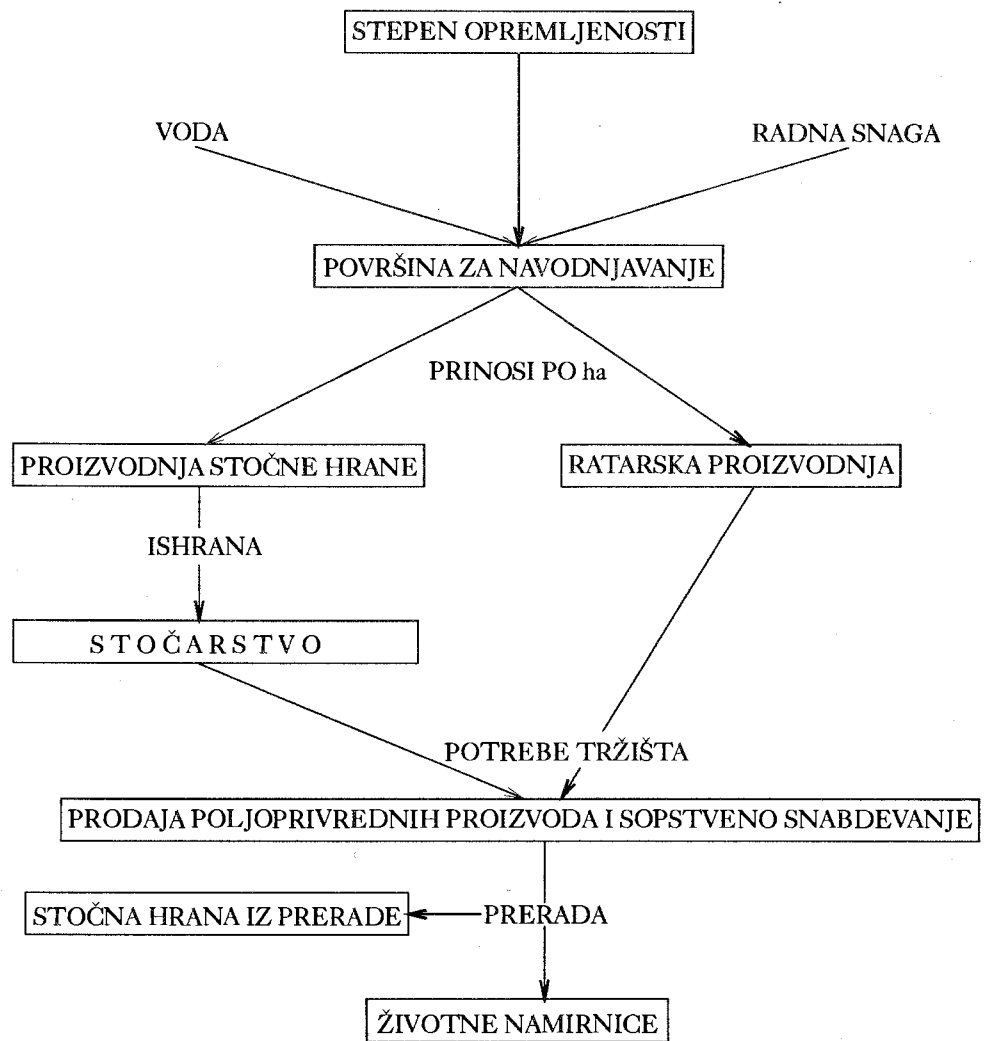 STEPEN OPREMLJENOSTI
VODA
RADNA SNAGA
POVRŠINA ZA NAVODNJAVANJE
PRINOSI PO ha
PROIZVODNJA STOČNE HRANE
RATARSKA PROIZVODNJA
ISHRANA
STOČARSTVO
POTREBE TRŽIŠTA
PRODAJA POLJOPRIVREDNIH PROIZVODA I SOPSTVENO SNABDEVANJE
STOČNA HRANA IZ PRERADE
PRERADA
ŽIVOTNE NAMIRNICE